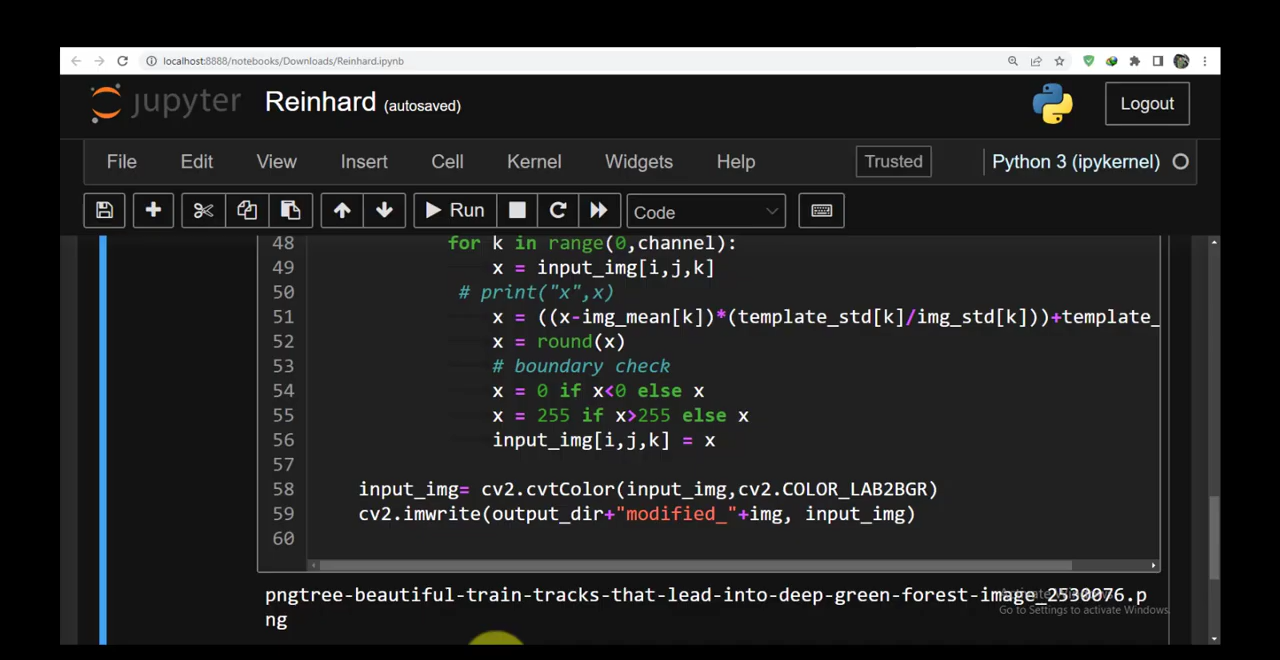 localhost:8888/notebooks/Downloads/Reinhard.ipynb
jupyter Reinhard (autosaved) Logout
File Edit View Insert Cell Kernel Widgets Help Trusted Python 3 (ipykernel)
Run Code
48 for k in range(0,channel):
49 x = input_img[i,j,k]
50 # print("x",x)
51 x = ((x-img_mean[k])*(template_std[k]/img_std[k]))+template_
52 x = round(x)
53 # boundary check
54 x = 0 if x<0 else x
55 x = 255 if x>255 else x
56 input_img[i,j,k] = x
57
58 input_img= cv2.cvtColor(input_img,cv2.COLOR_LAB2BGR)
59 cv2.imwrite(output_dir+"modified_"+img, input_img)
60
pngtree-beautiful-train-tracks-that-lead-into-deep-green-forest-image_2530076.p
ng
Activate Windows
Go to Settings to activate Windows.